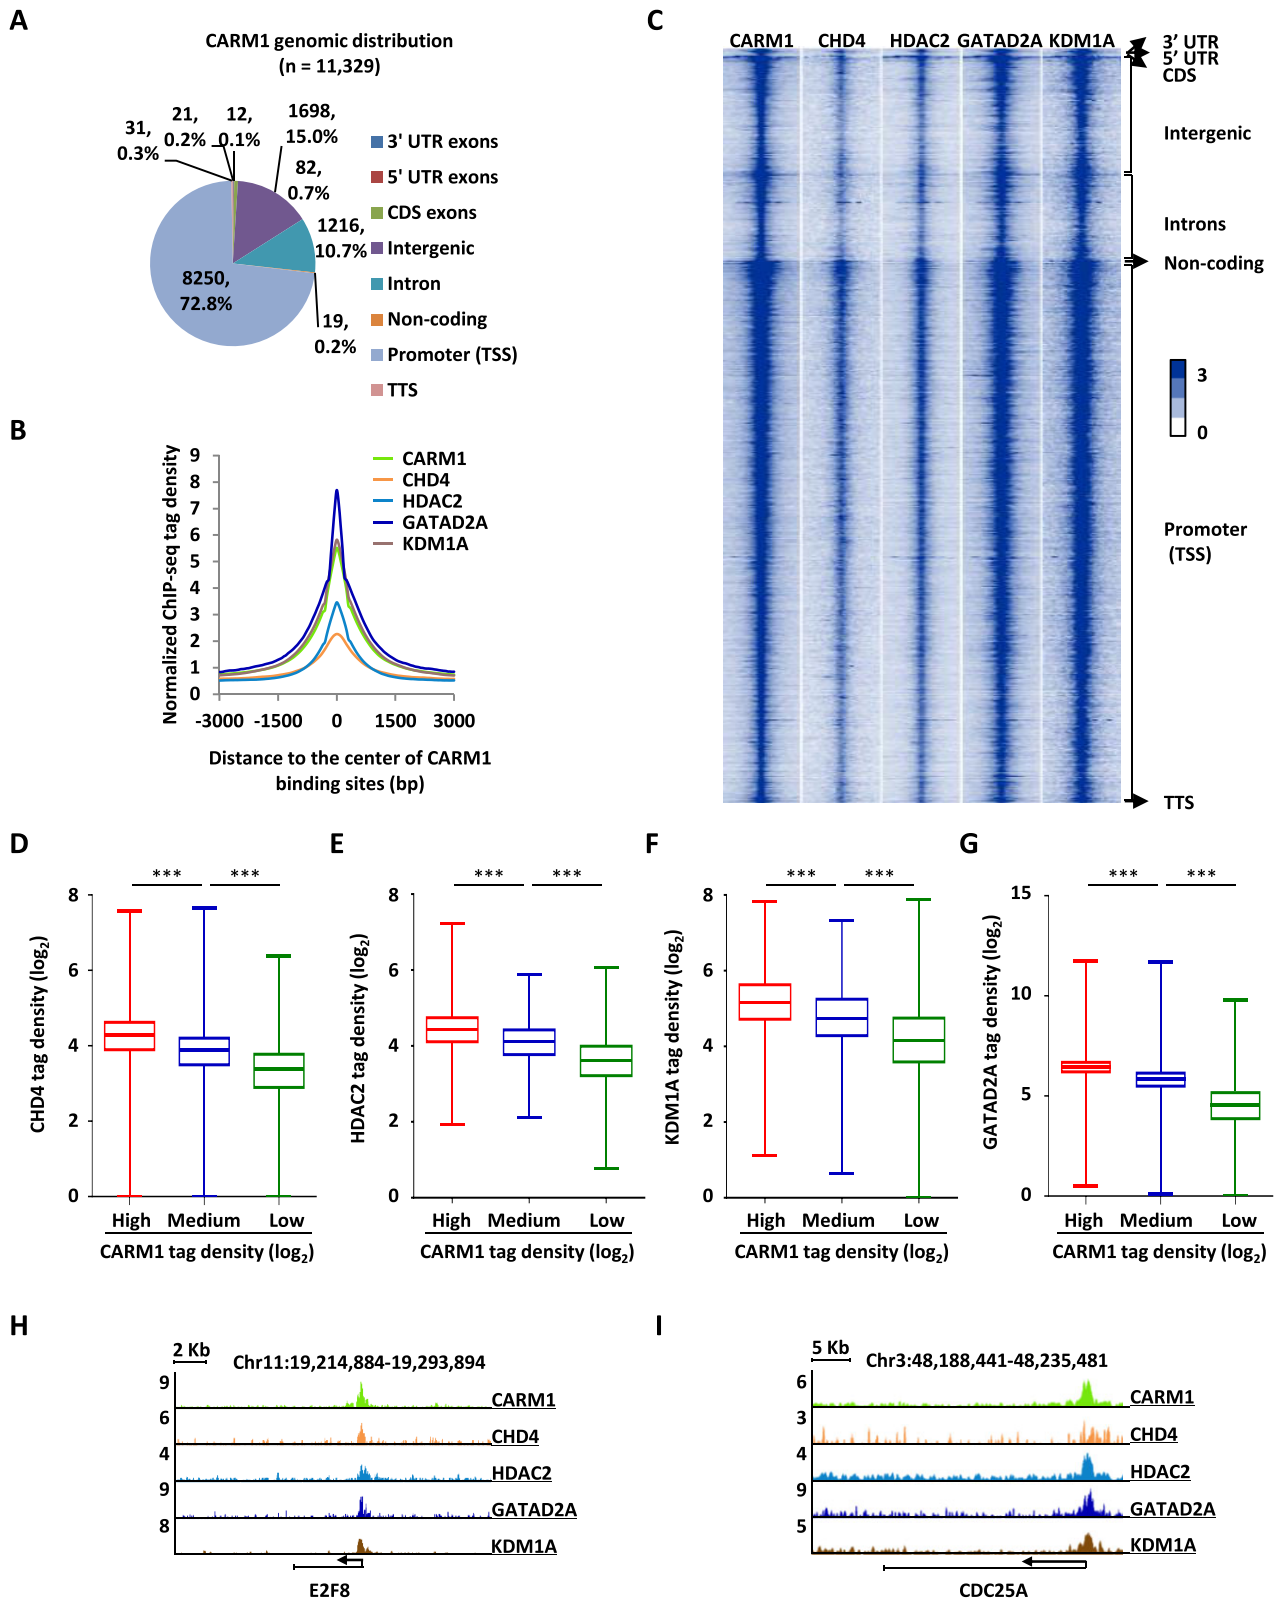 A
CARM1 genomic distribution
(n = 11,329)
31,
0.3%
21,
0.2%
12,
0.1%
1698,
15.0%
82,
0.7%
1216,
10.7%
8250,
72.8%
19,
0.2%
3' UTR exons
5' UTR exons
CDS exons
Intergenic
Intron
Non-coding
Promoter (TSS)
TTS
B
Normalized ChIP-seq tag density
9
8
7
6
5
4
3
2
1
0
-3000 -1500 0 1500 3000
Distance to the center of CARM1
binding sites (bp)
CARM1
CHD4
HDAC2
GATAD2A
KDM1A
C
CARM1 CHD4 HDAC2 GATAD2A KDM1A
3' UTR
5' UTR
CDS
Intergenic
Introns
Non-coding
3
0
Promoter
(TSS)
TTS
D
*** ***
CHD4 tag density (log2)
8
6
4
2
0
High Medium Low
CARM1 tag density (log2)
E
*** ***
HDAC2 tag density (log2)
8
6
4
2
0
High Medium Low
CARM1 tag density (log2)
F
*** ***
KDM1A tag density (log2)
8
6
4
2
0
High Medium Low
CARM1 tag density (log2)
G
*** ***
GATAD2A tag density (log2)
15
10
5
0
High Medium Low
CARM1 tag density (log2)
H
2 Kb
Chr11:19,214,884-19,293,894
9
CARM1
6
CHD4
4
HDAC2
9
GATAD2A
8
KDM1A
E2F8
I
5 Kb
Chr3:48,188,441-48,235,481
6
CARM1
3
CHD4
4
HDAC2
9
GATAD2A
5
KDM1A
CDC25A